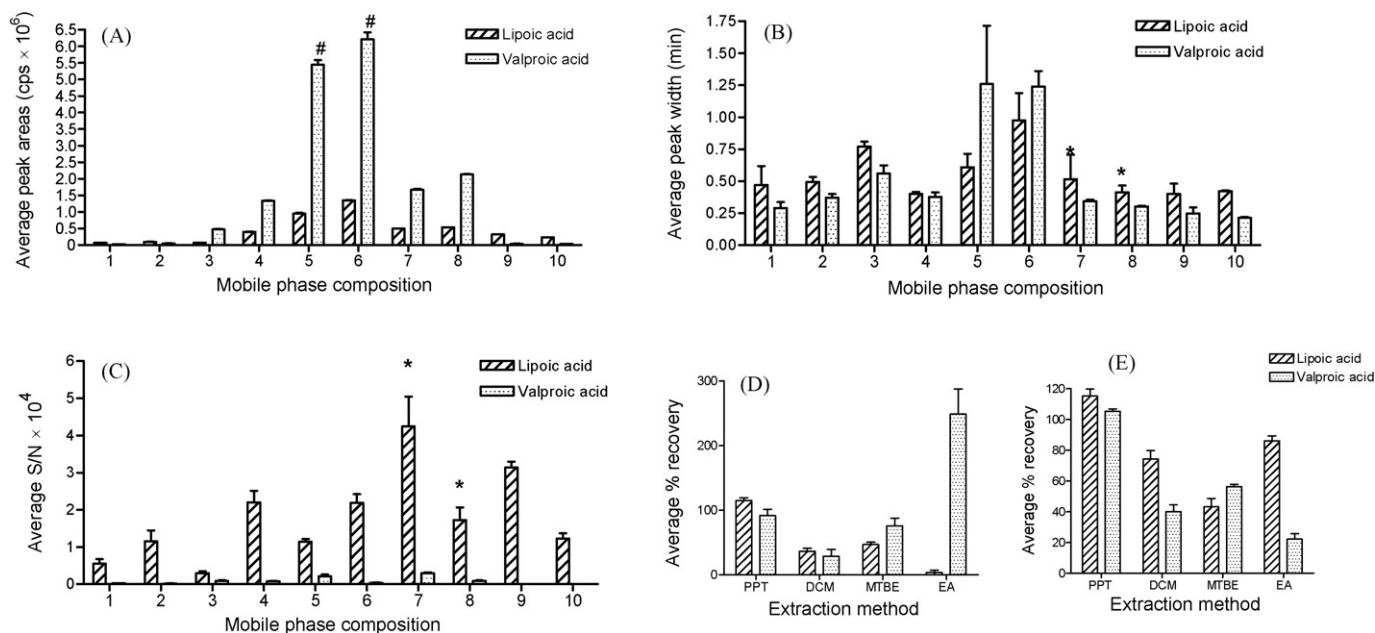 (A)
Average peak areas (cps × 10⁶)
6.5
6.0
5.5
5.0
4.5
4.0
3.5
3.0
2.5
2.0
1.5
1.0
0.5
0
# #
Lipoic acid
Valproic acid
1 2 3 4 5 6 7 8 9 10
Mobile phase composition
(B)
Average peak width (min)
1.75
1.50
1.25
1.00
0.75
0.50
0.25
0.00
* *
Lipoic acid
Valproic acid
1 2 3 4 5 6 7 8 9 10
Mobile phase composition
(C)
Average S/N × 10⁴
6
5
4
3
2
1
0
* *
Lipoic acid
Valproic acid
1 2 3 4 5 6 7 8 9 10
Mobile phase composition
(D)
Average % recovery
300
200
100
0
PPT DCM MTBE EA
Extraction method
(E)
Lipoic acid
Valproic acid
Average % recovery
120
100
80
60
40
20
0
PPT DCM MTBE EA
Extraction method